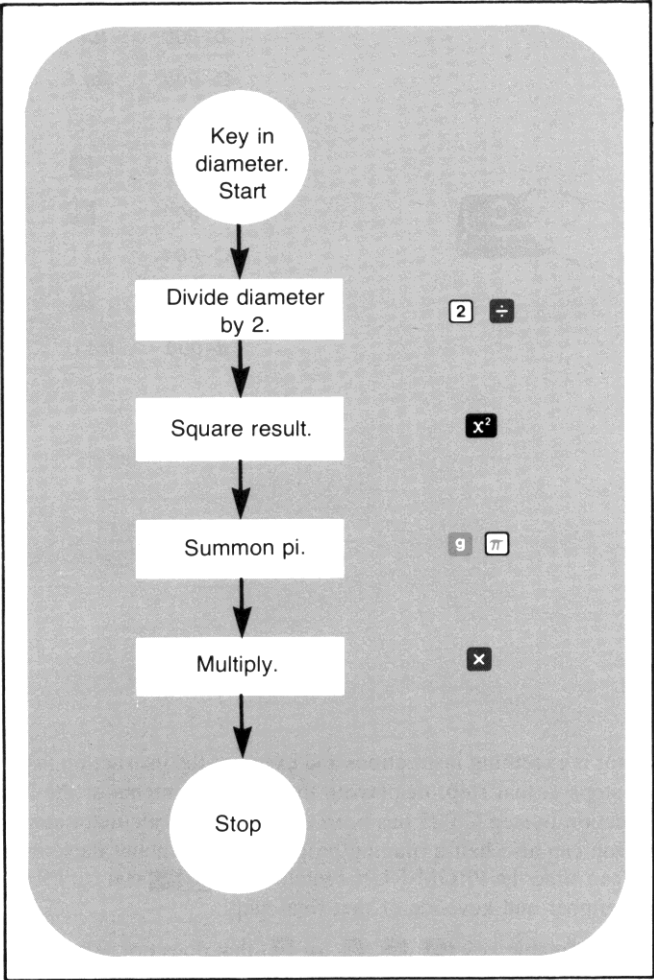 Key in
diameter.
Start
Divide diameter
by 2.
2 ÷
Square result.
x²
Summon pi.
g π
Multiply.
×
Stop